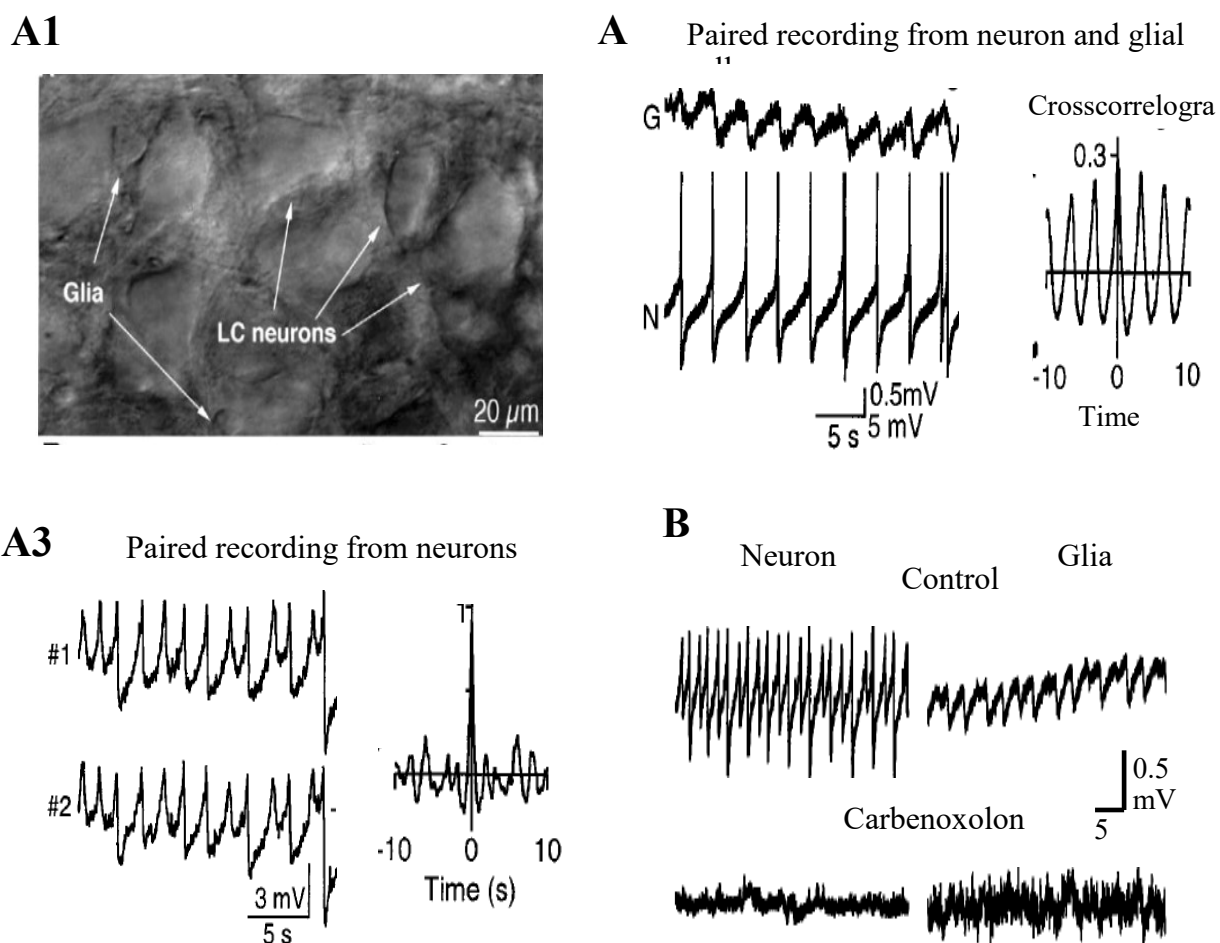 A1
Glia
LC neurons
20 µm
A
Paired recording from neuron and glial
G
N
0.5mV
5 s 5 mV
Crosscorrelogra
0.3
-10 0 10
Time
A3
Paired recording from neurons
#1
#2
3 mV
5 s
1
-10 0 10
Time (s)
B
Neuron
Control
Glia
0.5
mV
5
Carbenoxolon